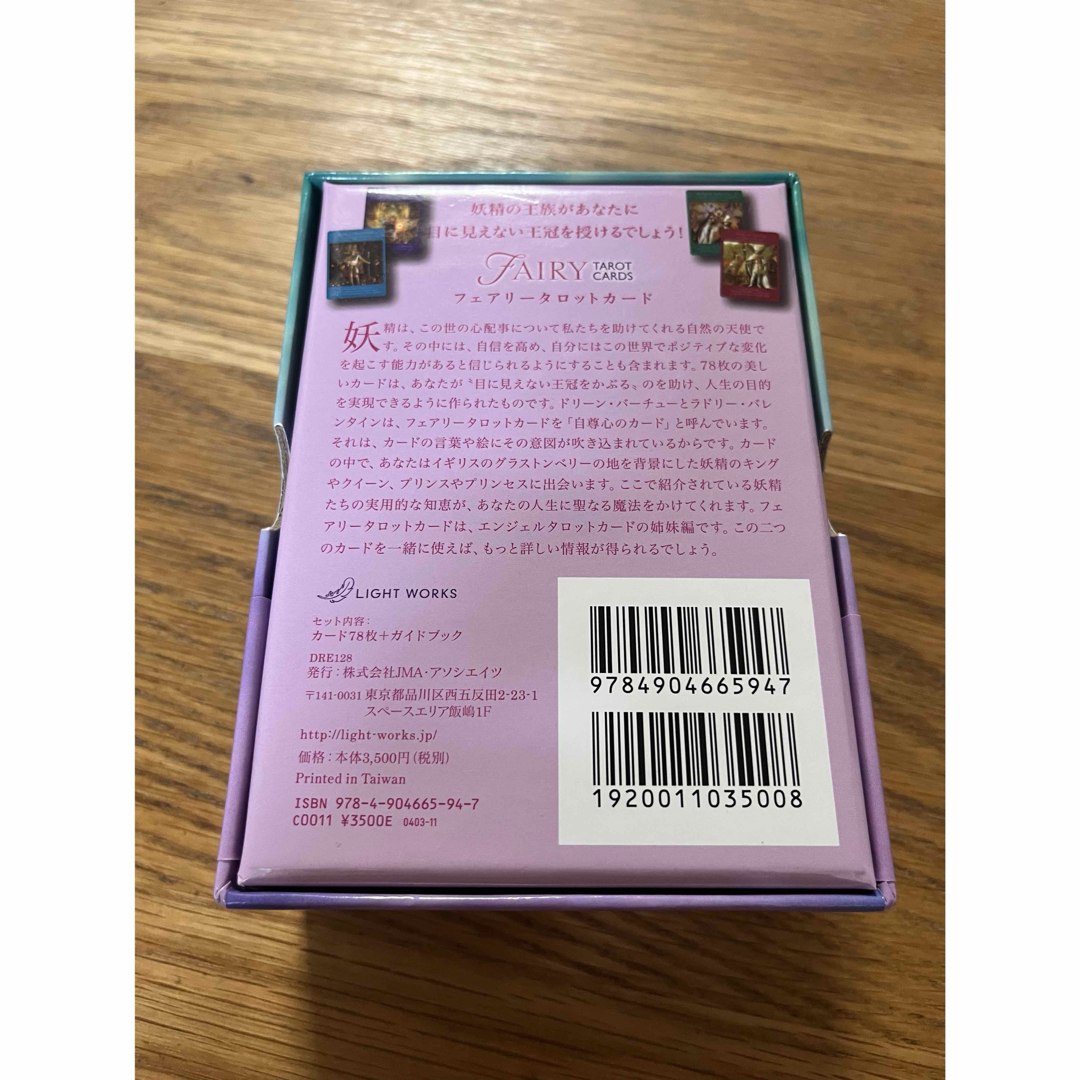 妖精の王族があなたに
目に見えない王冠を授けるでしょう！
FAIRY TAROT CARDS
フェアリータロットカード
妖精は、この世の心配事について私たちを助けてくれる自然の天使で
す。その中には、自信を高め、自分にはこの世界でポジティブな変化
を起こす能力があると信じられるようにすることも含まれます。78枚の美し
いカードは、あなたが〝目に見えない王冠をかぶる〟のを助け、人生の目的
を実現できるように作られたものです。ドリーン・バーチューとラドリー・バレ
ンタインは、フェアリータロットカードを「自尊心のカード」と呼んでいます。
それは、カードの言葉や絵にその意図が吹き込まれているからです。カード
の中で、あなたはイギリスのグラストンベリーの地を背景にした妖精のキング
やクイーン、プリンスやプリンセスに出会います。ここで紹介されている妖精
たちの実用的な知恵が、あなたの人生に聖なる魔法をかけてくれます。フェ
アリータロットカードは、エンジェルタロットカードの姉妹編です。この二つ
のカードを一緒に使えば、もっと詳しい情報が得られるでしょう。
LIGHT WORKS
セット内容：
カード78枚＋ガイドブック
DRE128
発行：株式会社JMA・アソシエイツ
〒141-0031 東京都品川区西五反田2-23-1
スペースエリア飯嶋1F
http://light-works.jp/
価格：本体3,500円（税別）
Printed in Taiwan
ISBN 978-4-904665-94-7
C0011 ¥3500E 0403-11
9784904665947
1920011035008